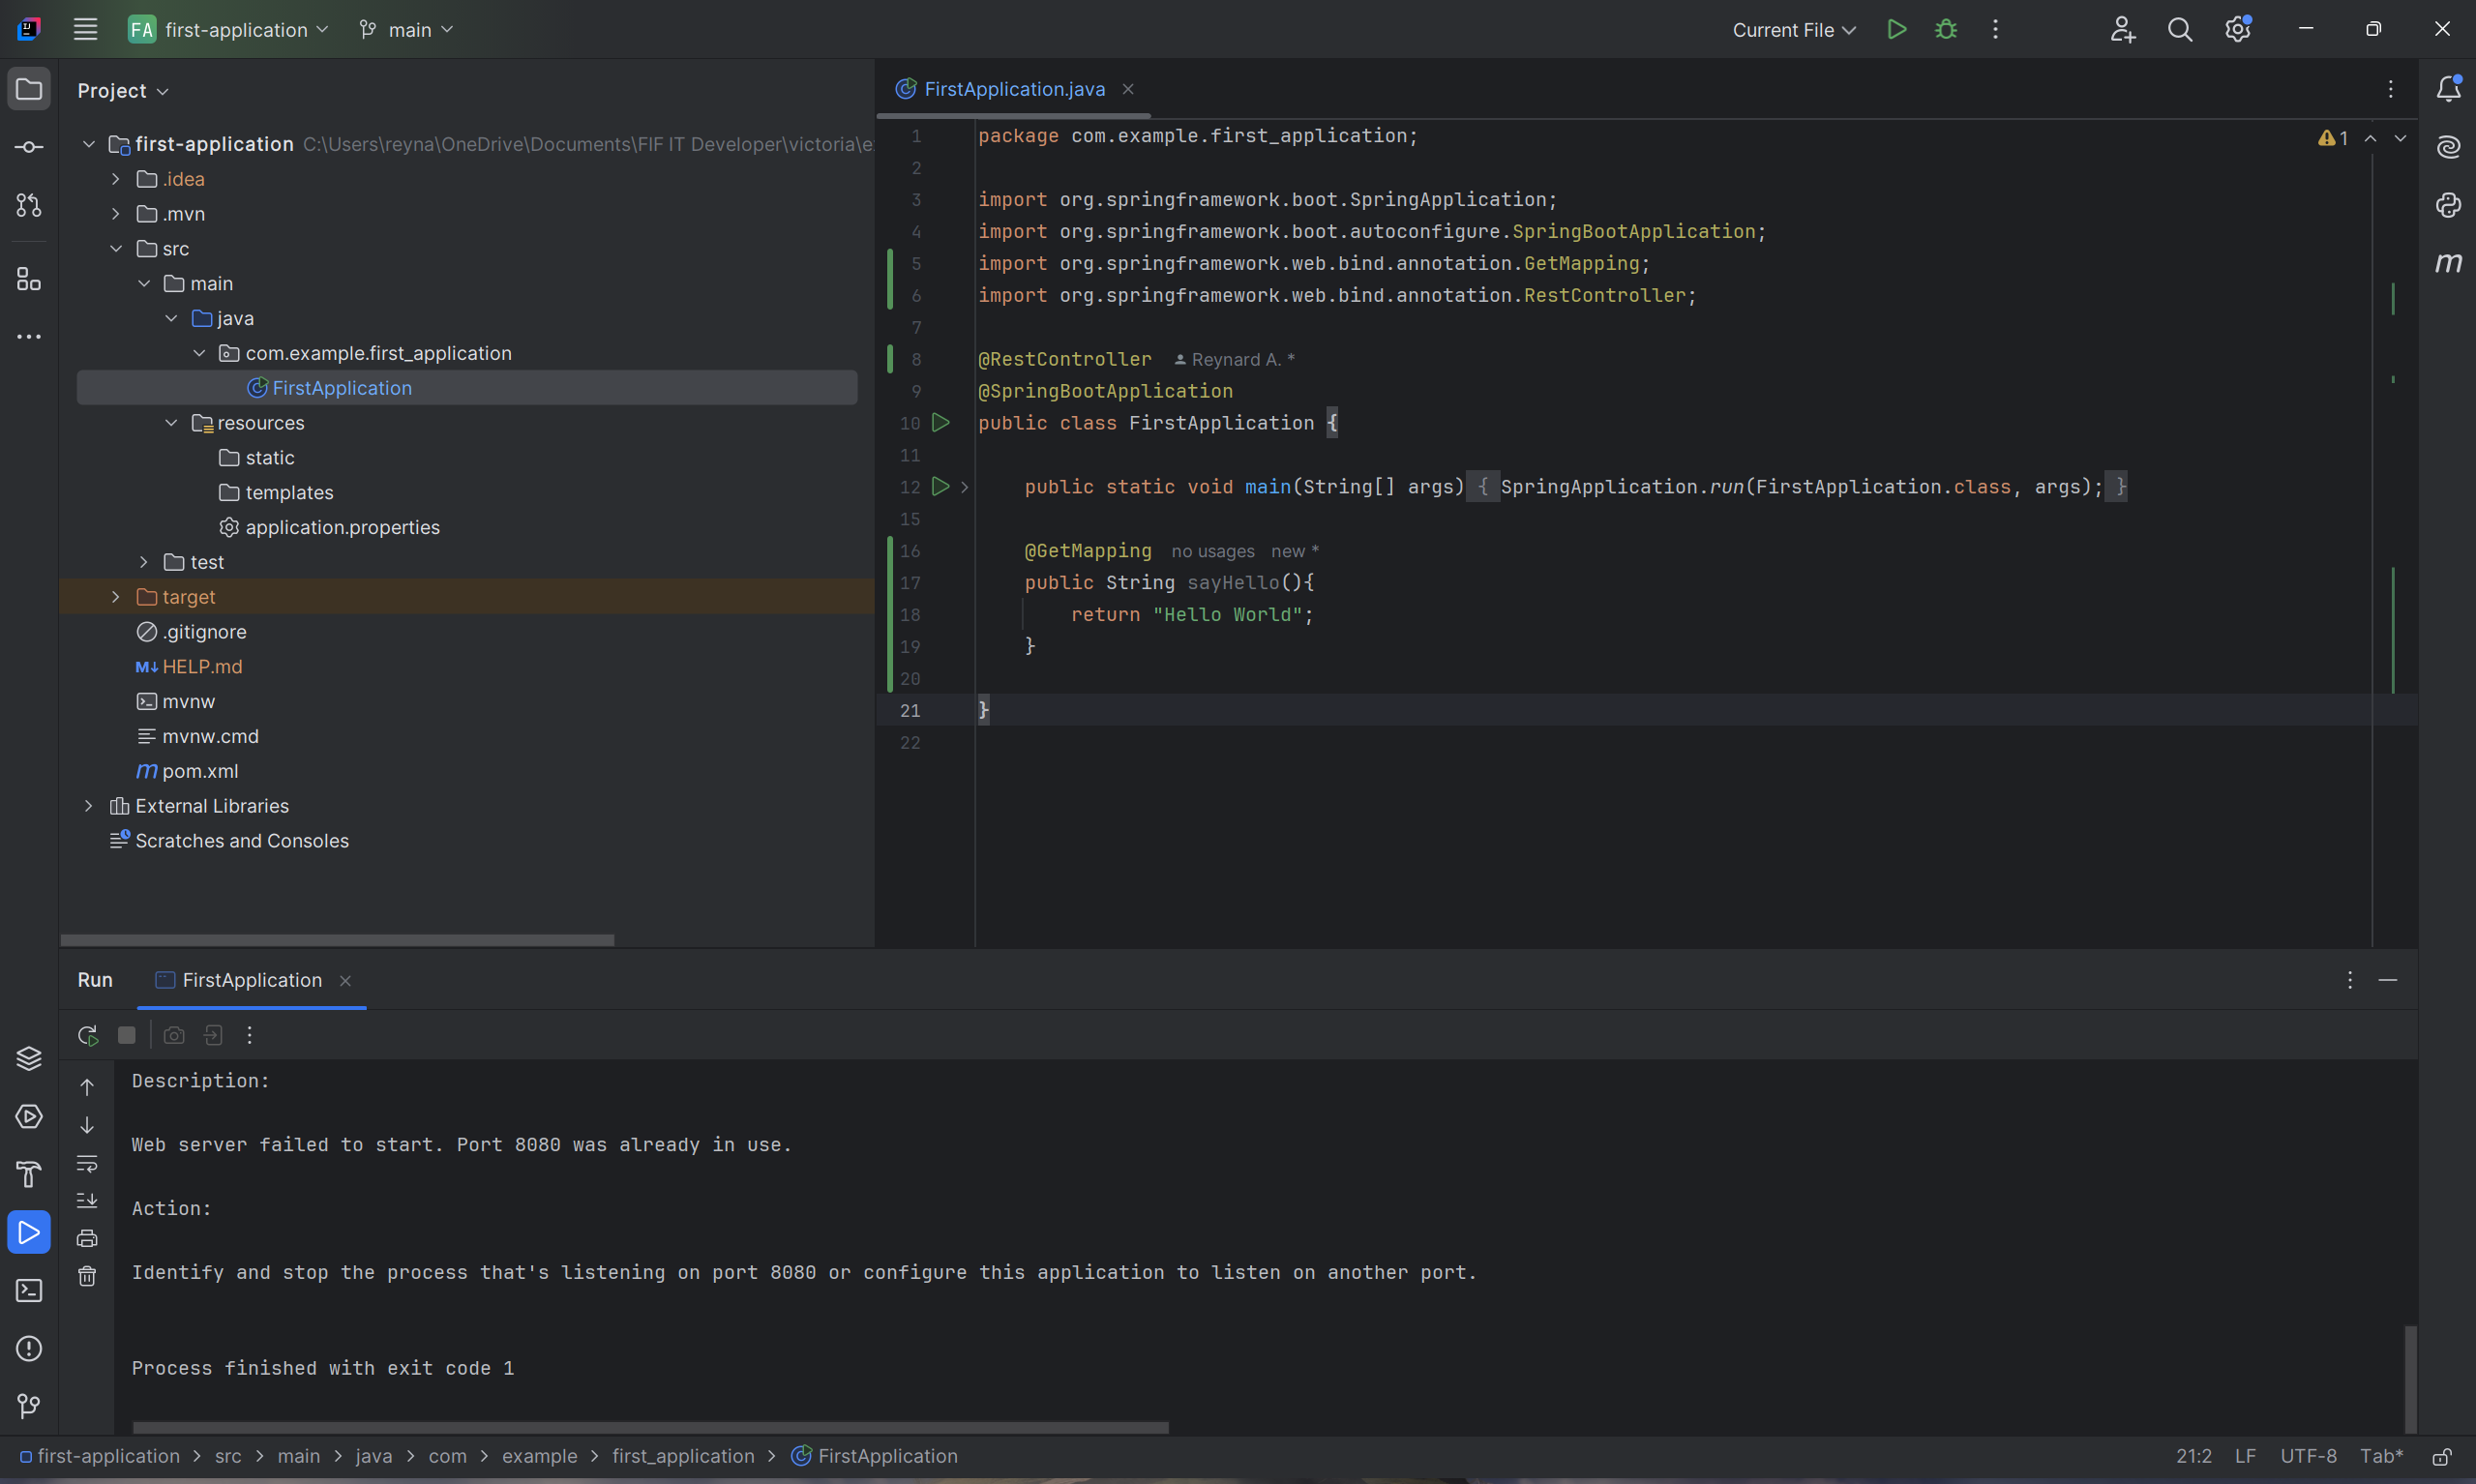 FA first-application main Current File
Project
first-application C:\Users\reyna\OneDrive\Documents\FIF IT Developer\victoria\e
.idea
.mvn
src
main
java
com.example.first_application
FirstApplication
resources
static
templates
application.properties
test
target
.gitignore
M↓ HELP.md
mvnw
mvnw.cmd
m pom.xml
External Libraries
Scratches and Consoles
FirstApplication.java
1 package com.example.first_application;
2
3 import org.springframework.boot.SpringApplication;
4 import org.springframework.boot.autoconfigure.SpringBootApplication;
5 import org.springframework.web.bind.annotation.GetMapping;
6 import org.springframework.web.bind.annotation.RestController;
7
8 @RestController Reynard A. *
9 @SpringBootApplication
10 public class FirstApplication {
11
12 public static void main(String[] args) { SpringApplication.run(FirstApplication.class, args); }
15
16 @GetMapping no usages new *
17 public String sayHello(){
18 return "Hello World";
19 }
20
21 }
22
1
m
Run FirstApplication
Description:
Web server failed to start. Port 8080 was already in use.
Action:
Identify and stop the process that's listening on port 8080 or configure this application to listen on another port.
Process finished with exit code 1
first-application > src > main > java > com > example > first_application > FirstApplication 21:2 LF UTF-8 Tab*